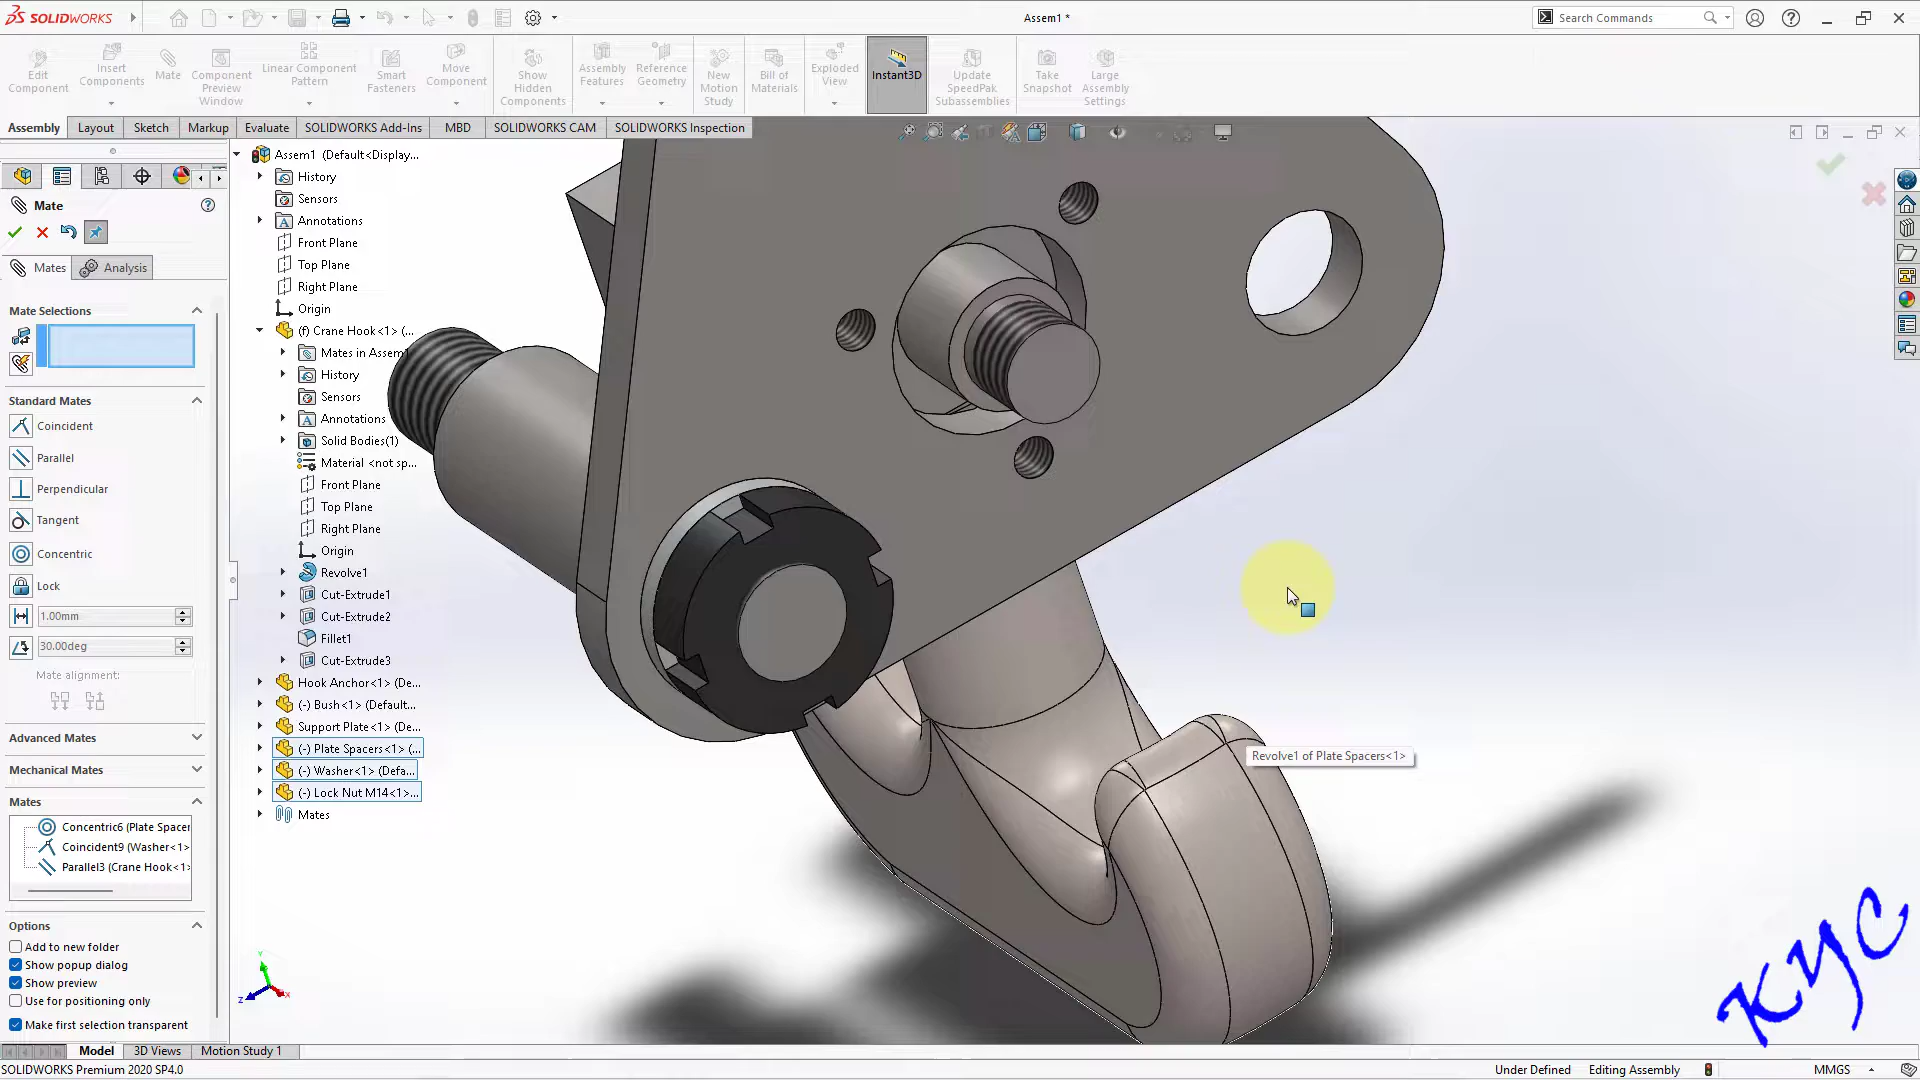 SOLIDWORKS
Assem1 *
Search Commands
Edit Component
Insert Components
Mate
Component Preview Window
Linear Component Pattern
Smart Fasteners
Move Component
Show Hidden Components
Assembly Features
Reference Geometry
New Motion Study
Bill of Materials
Exploded View
Instant3D
Update SpeedPak Subassemblies
Take Snapshot
Large Assembly Settings
Assembly
Layout
Sketch
Markup
Evaluate
SOLIDWORKS Add-Ins
MBD
SOLIDWORKS CAM
SOLIDWORKS Inspection
Mate
Mates
Analysis
Mate Selections
Standard Mates
Coincident
Parallel
Perpendicular
Tangent
Concentric
Lock
1.00mm
30.00deg
Mate alignment:
Advanced Mates
Mechanical Mates
Mates
Concentric6 (Plate Spacer
Coincident9 (Washer<1>
Parallel3 (Crane Hook<1>
Options
Add to new folder
Show popup dialog
Show preview
Use for positioning only
Make first selection transparent
Assem1 (Default<Display...
History
Sensors
Annotations
Front Plane
Top Plane
Right Plane
Origin
(f) Crane Hook<1> (...
Mates in Assem1
History
Sensors
Annotations
Solid Bodies(1)
Material <not sp...
Front Plane
Top Plane
Right Plane
Origin
Revolve1
Cut-Extrude1
Cut-Extrude2
Fillet1
Cut-Extrude3
Hook Anchor<1> (De...
(-) Bush<1> (Default...
Support Plate<1> (De...
(-) Plate Spacers<1> (...
(-) Washer<1> (Defa...
(-) Lock Nut M14<1>...
Mates
Revolve1 of Plate Spacers<1>
Y
X
Z
KYC
Model
3D Views
Motion Study 1
SOLIDWORKS Premium 2020 SP4.0
Under Defined
Editing Assembly
MMGS